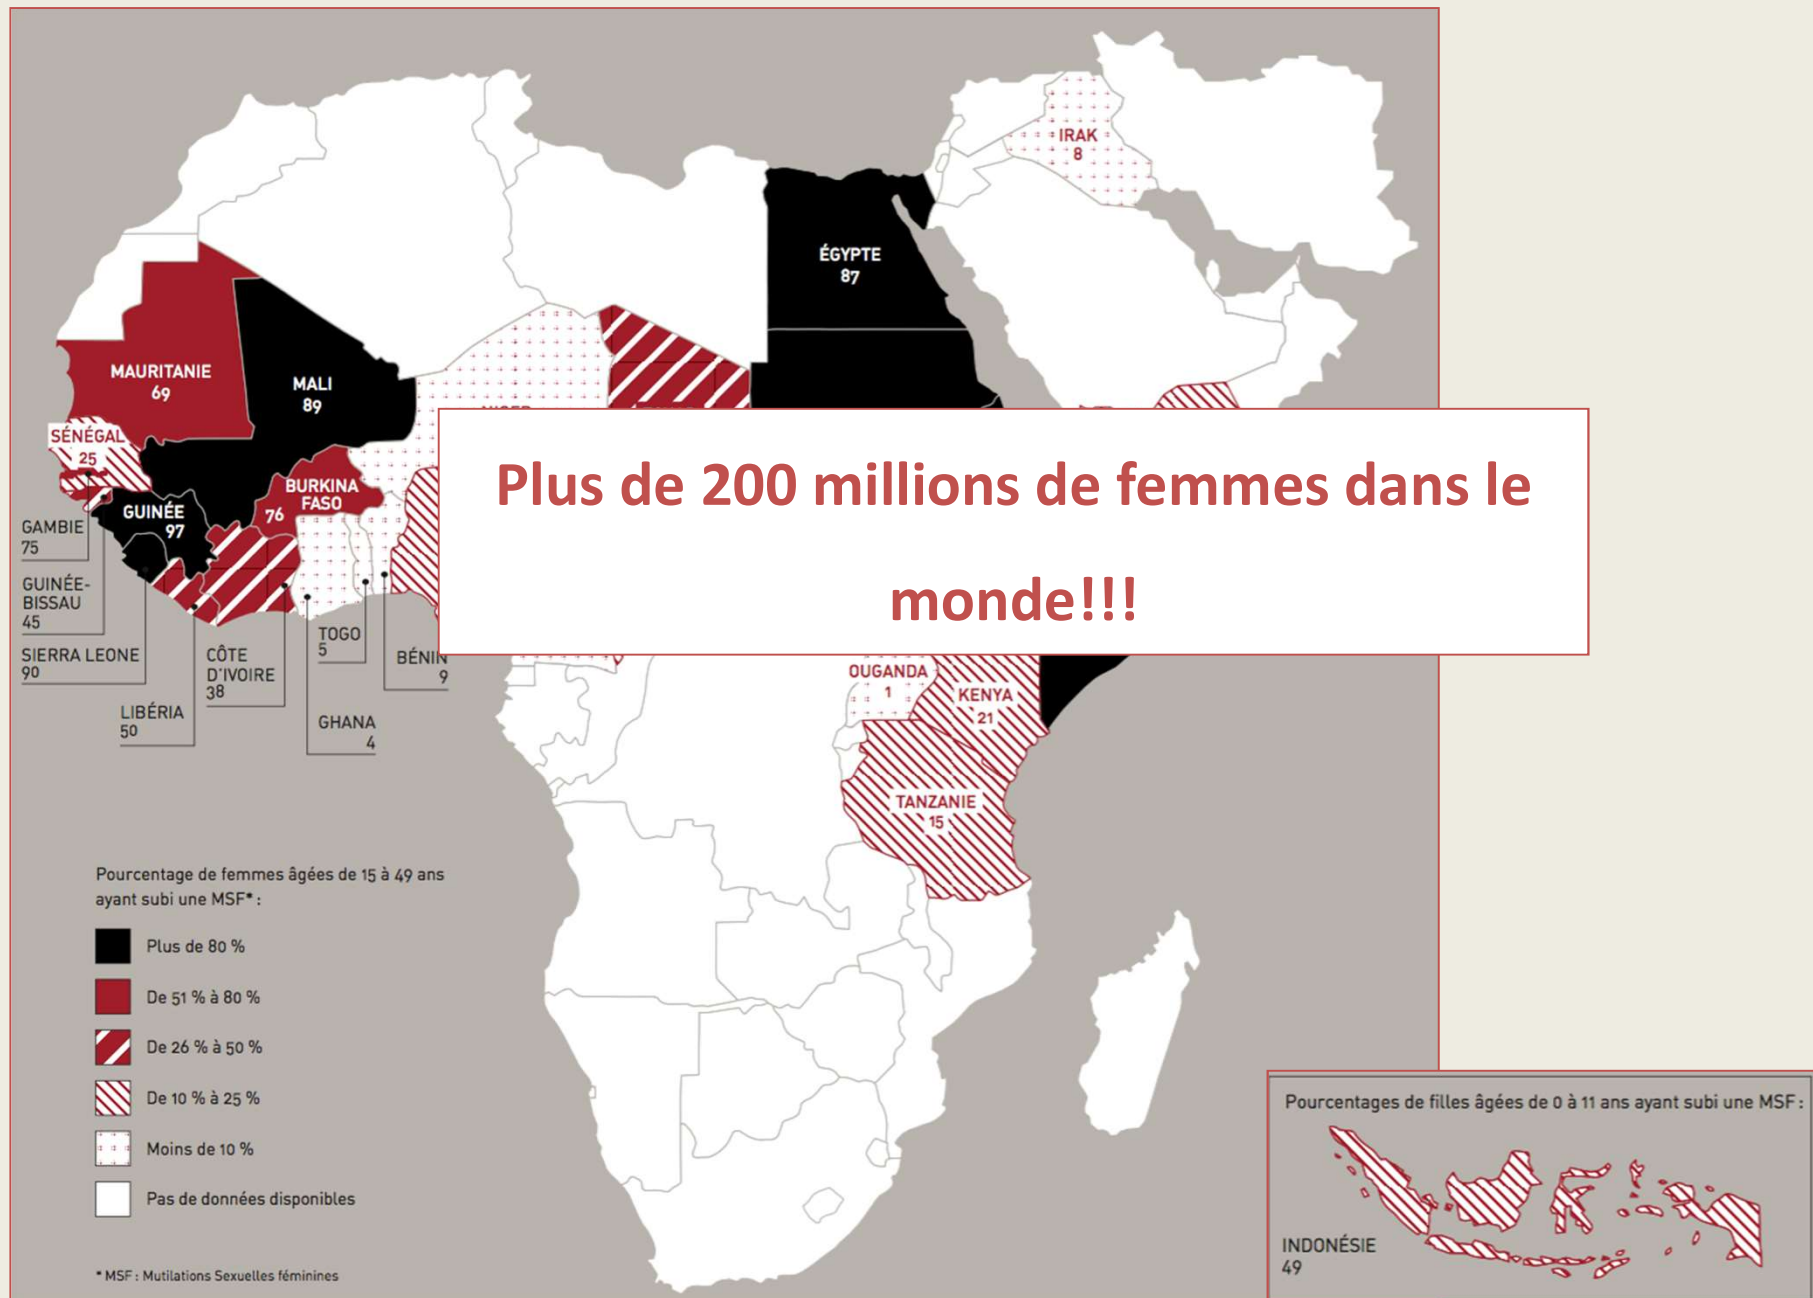 IRAK
8
ÉGYPTE
87
MAURITANIE
69
MALI
89
SÉNÉGAL
25
BURKINA
FASO
76
GUINÉE
97
GAMBIE
75
GUINÉE-
BISSAU
45
SIERRA LEONE
90
LIBÉRIA
50
CÔTE
D'IVOIRE
38
TOGO
5
GHANA
4
BÉNIN
9
Plus de 200 millions de femmes dans le
monde!!!
OUGANDA
1
KENYA
21
TANZANIE
15
Pourcentage de femmes âgées de 15 à 49 ans
ayant subi une MSF* :
Plus de 80 %
De 51 % à 80 %
De 26 % à 50 %
De 10 % à 25 %
Moins de 10 %
Pas de données disponibles
* MSF : Mutilations Sexuelles féminines
Pourcentages de filles âgées de 0 à 11 ans ayant subi une MSF :
INDONÉSIE
49